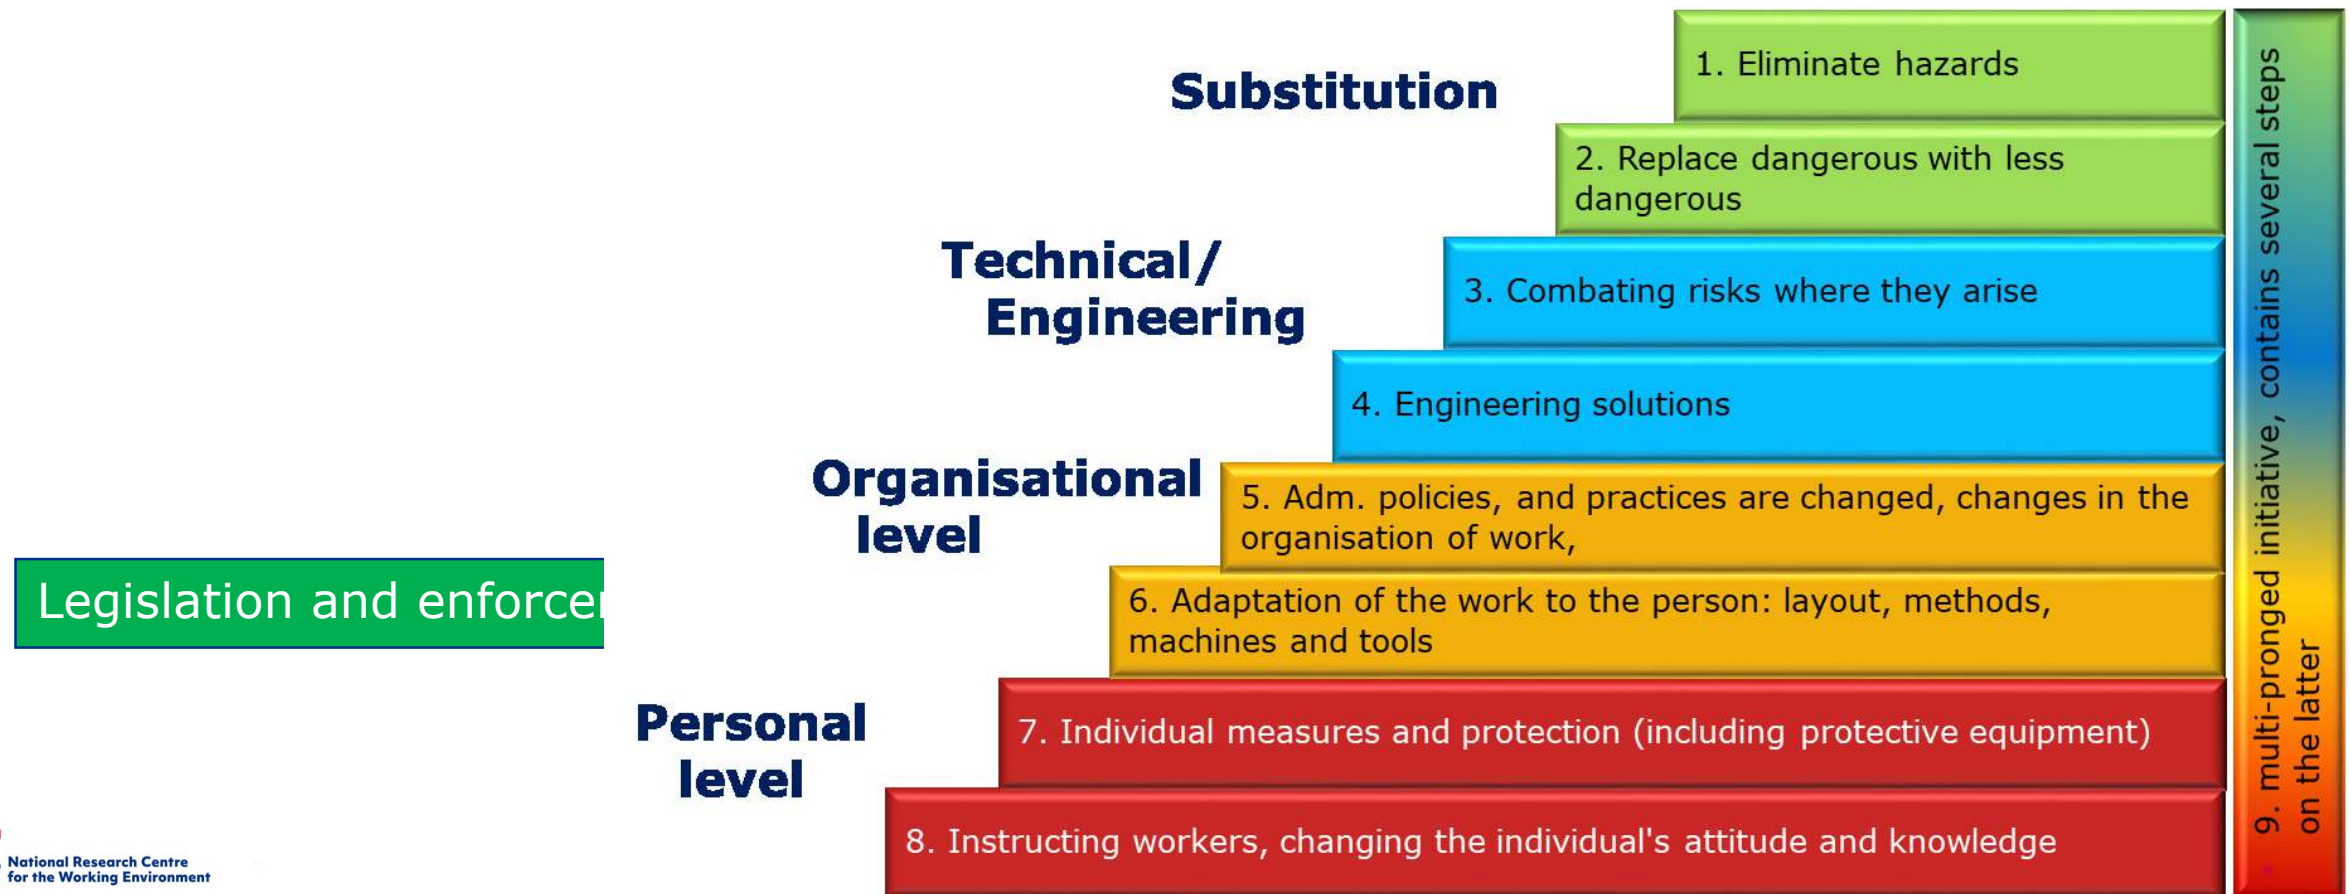 Substitution
1. Eliminate hazards
2. Replace dangerous with less
dangerous
Technical/
Engineering
3. Combating risks where they arise
4. Engineering solutions
Organisational
level
5. Adm. policies, and practices are changed, changes in the
organisation of work,
6. Adaptation of the work to the person: layout, methods,
machines and tools
Legislation and
Personal
level
7. Individual measures and protection (including protective equipment)
8. Instructing workers, changing the individual's attitude and knowledge
9. multi-pronged initiative, contains several steps
on the latter
National Research Centre
for the Working Environment